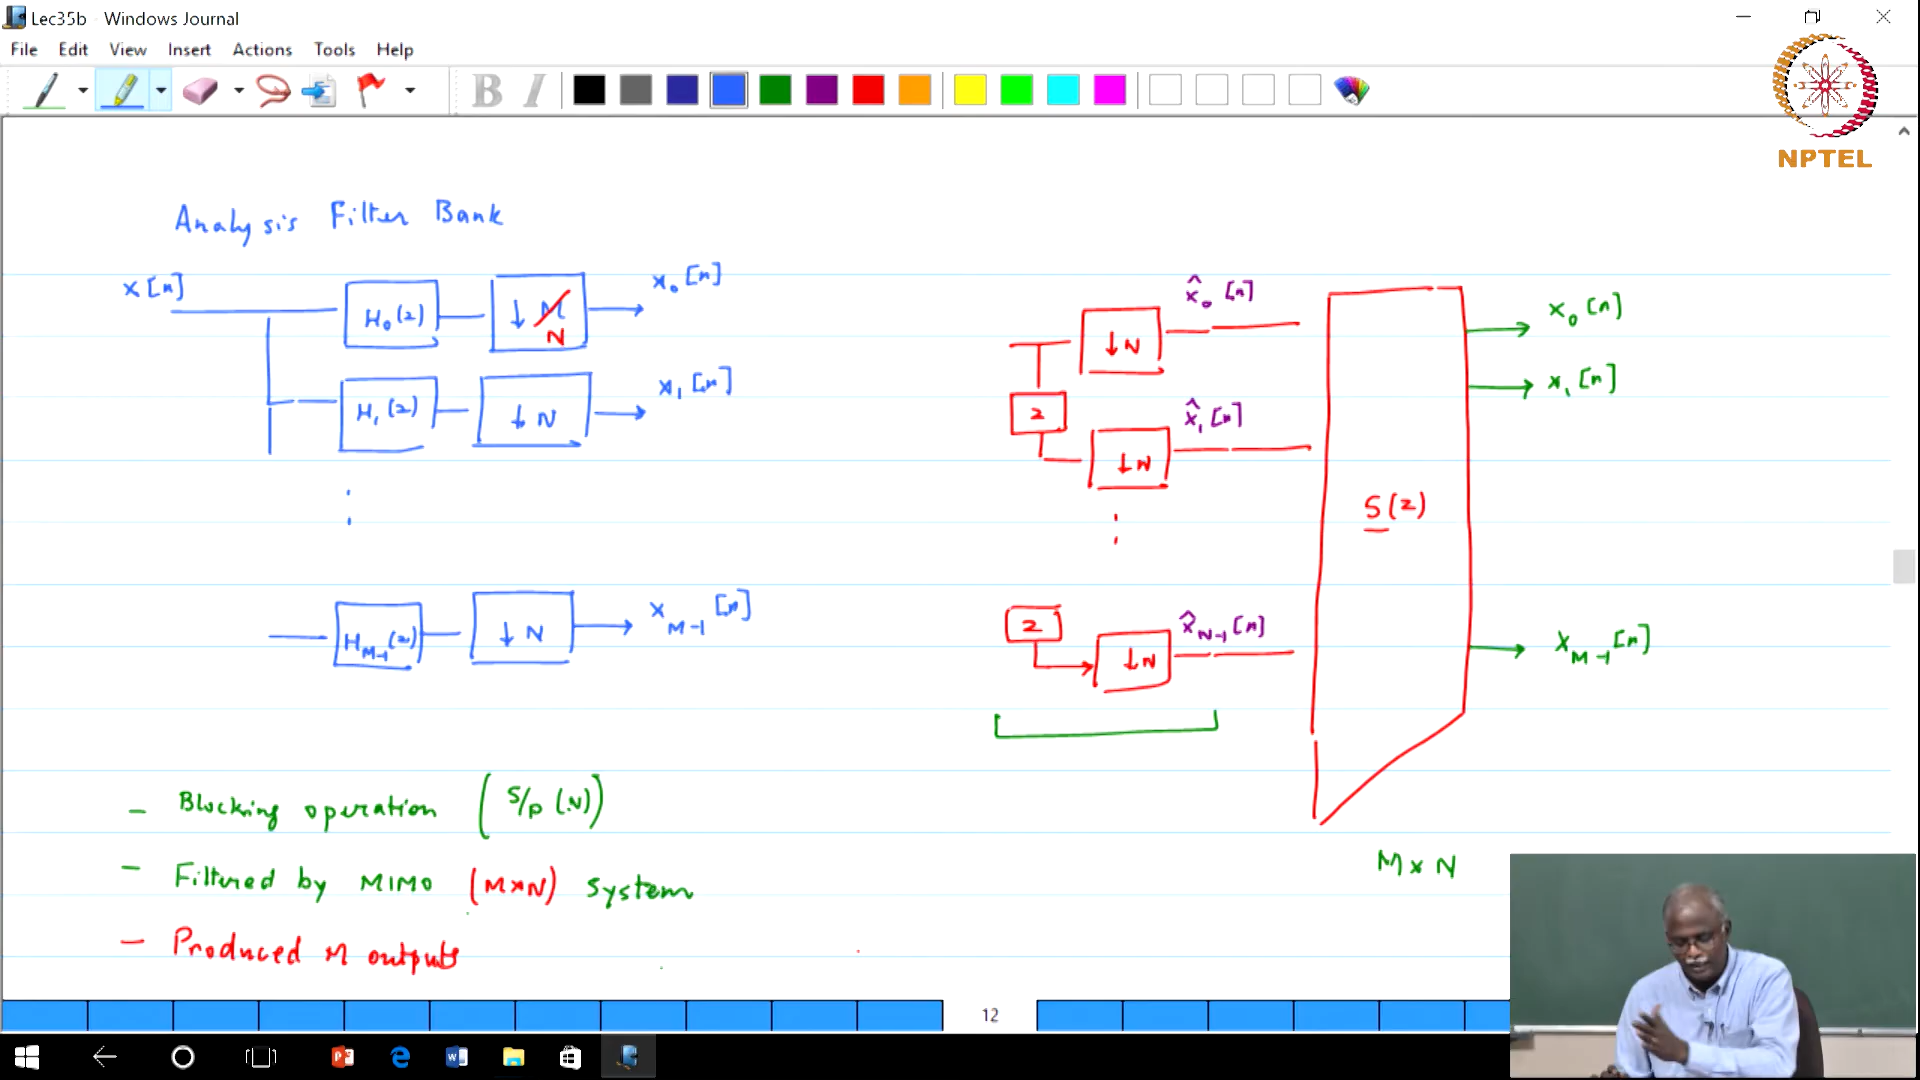 Lec35b - Windows Journal
File Edit View Insert Actions Tools Help
B I
NPTEL
Analysis Filter Bank
x[n] H₀(z) ↓ M N x₀[n]
H₁(z) ↓ N x₁[n]
⋮
H_{M-1}(z) ↓ N x_{M-1}[n]
↓N x̂₀[n]
z
↓N x̂₁[n]
⋮
z
↓N x̂_{N-1}[n]
S(z)
x₀[n]
x₁[n]
x_{M-1}[n]
M × N
- Blocking operation (S/P (N))
- Filtered by MIMO (M×N) system
- Produced M outputs
12